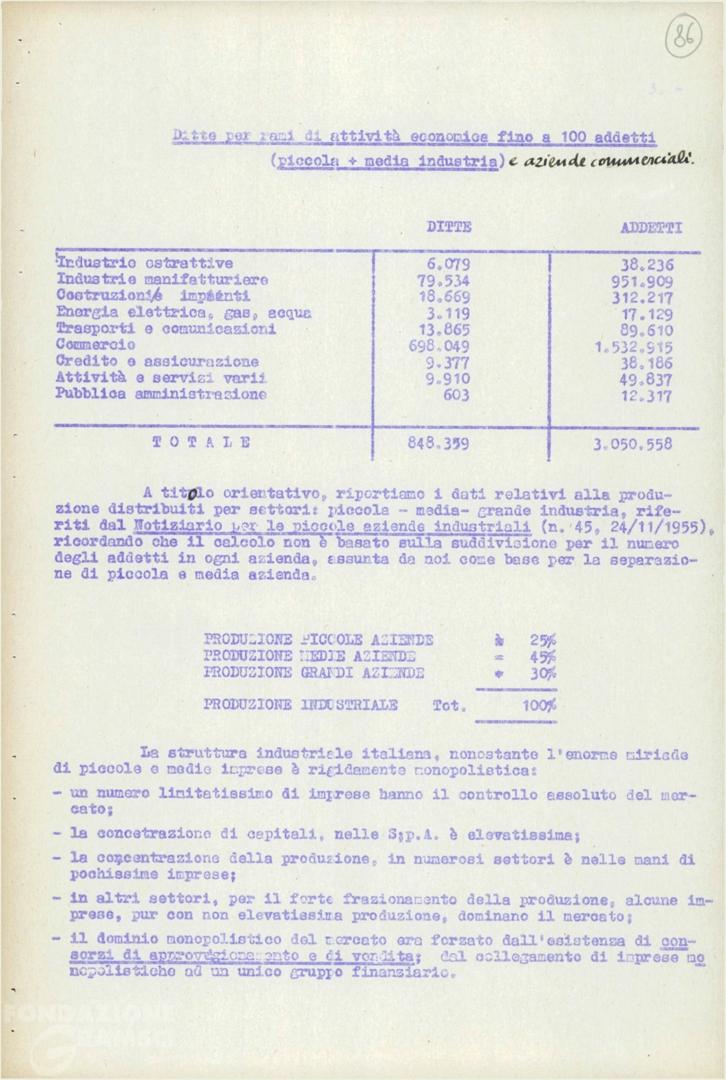 86
3. -
Ditte per rami di attività economica fino a 100 addetti
(piccola + media industria) e aziende commerciali.
DITTE ADDETTI
Industrie estrattive 6.079 38.236
Industrie manifatturiere 79.534 951.909
Costruzioni e impianti 18.669 312.217
Energia elettrica, gas, acqua 3.119 17.129
Trasporti e comunicazioni 13.865 89.610
Commercio 698.049 1.532.915
Credito e assicurazione 9.377 38.186
Attività e servizi varii 9.910 49.837
Pubblica amministrazione 603 12.317
TOTALE 848.359 3.050.558
A titolo orientativo, riportiamo i dati relativi alla produ-
zione distribuiti per settori: piccola - media- grande industria, rife-
riti dal Notiziario per le piccole aziende industriali (n. 45, 24/11/1955),
ricordando che il calcolo non è basato sulla suddivisione per il numero
degli addetti in ogni azienda, assunta da noi come base per la separazio-
ne di piccola e media azienda.
PRODUZIONE PICCOLE AZIENDE = 25%
PRODUZIONE MEDIE AZIENDE = 45%
PRODUZIONE GRANDI AZIENDE = 30%
PRODUZIONE INDUSTRIALE Tot. 100%
La struttura industriale italiana, nonostante l'enorme miriade
di piccole e medie imprese è rigidamente monopolistica:
- un numero limitatissimo di imprese hanno il controllo assoluto del mer-
cato;
- la concetrazione di capitali, nelle S;p.A. è elevatissima;
- la concentrazione della produzione, in numerosi settori è nelle mani di
pochissime imprese;
- in altri settori, per il forte frazionamento della produzione, alcune im-
prese, pur con non elevatissima produzione, dominano il mercato;
- il dominio monopolistico del mercato era forzato dall'esistenza di con-
sorzi di approvvigionamento e di vendita; dal collegamento di imprese mo
nopolistiche ad un unico gruppo finanziario.
FONDAZIONE
GRAMSCI